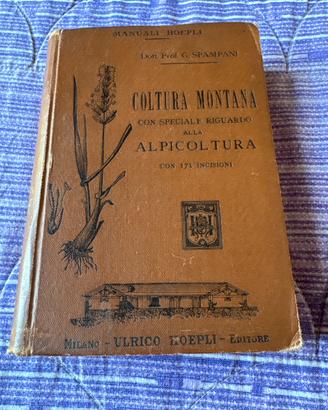 MANUALI HOEPLI
Dott. Prof. G. SPAMPANI
COLTURA MONTANA
CON SPECIALE RIGUARDO
ALLA
ALPICOLTURA
CON 171 INCISIONI
MILANO - ULRICO HOEPLI - EDITORE